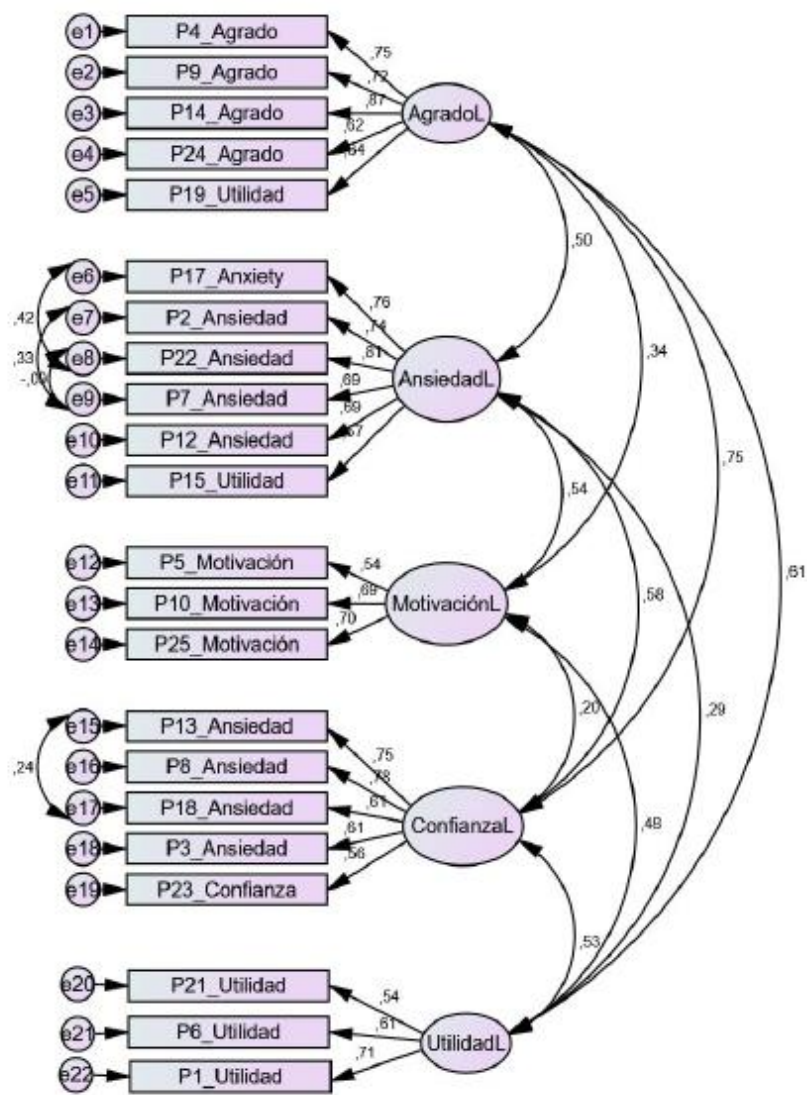 e1 P4_Agrado
,75
e2 P9_Agrado
,72
e3 P14_Agrado
,87
AgradoL
e4 P24_Agrado
,62
e5 P19_Utilidad
,50
e6 P17_Anxiety
,76
e7 P2_Ansiedad
,74
,42
e8 P22_Ansiedad
,81
,34
,33
e9 P7_Ansiedad
,69
AnsiedadL
e10 P12_Ansiedad
,69
e11 P15_Utilidad
,75
,54
,61
e12 P5_Motivación
,54
e13 P10_Motivación
,69
MotivaciónL
,58
e14 P25_Motivación
,70
,20
,29
e15 P13_Ansiedad
,75
e16 P8_Ansiedad
,78
,24
e17 P18_Ansiedad
,61
ConfianzaL
e18 P3_Ansiedad
,61
,48
e19 P23_Confianza
,56
,53
e20 P21_Utilidad
,54
e21 P6_Utilidad
,61
UtilidadL
e22 P1_Utilidad
,71